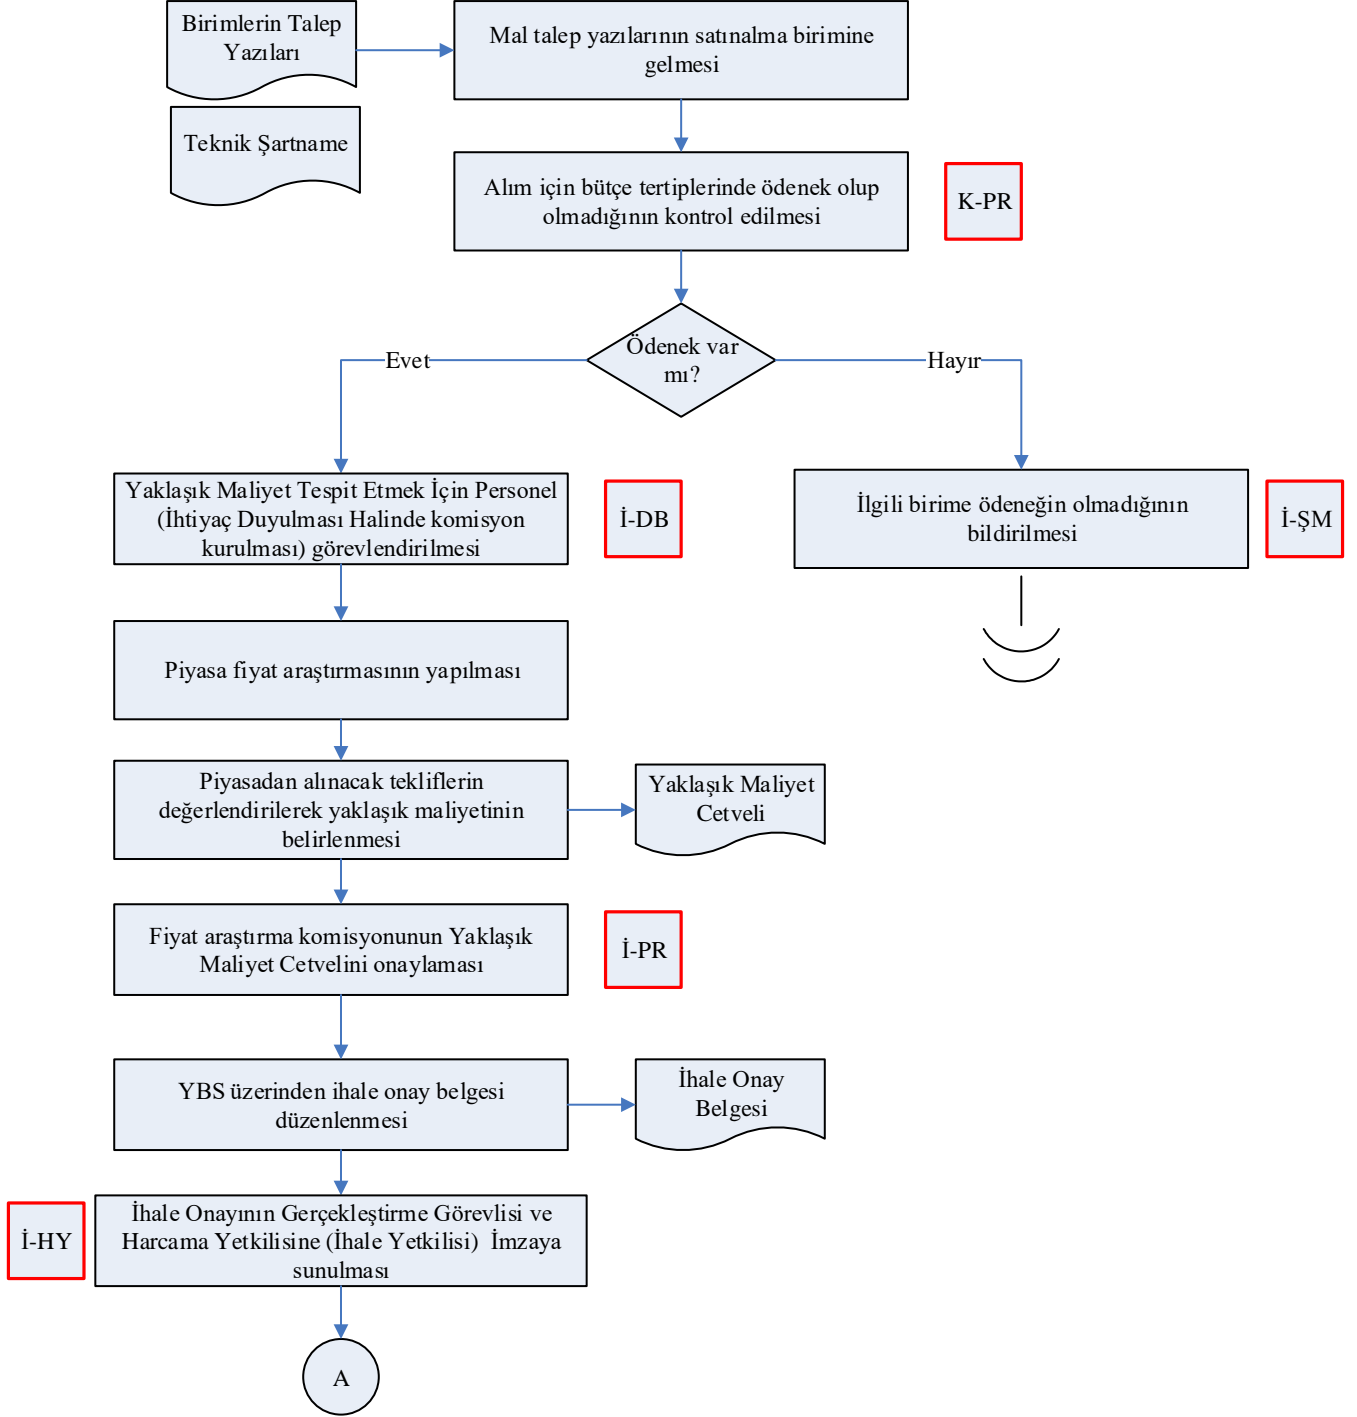 Birimlerin Talep
Yazıları
Mal talep yazılarının satınalma birimine
gelmesi
Teknik Şartname
Alım için bütçe tertiplerinde ödenek olup
olmadığının kontrol edilmesi
K-PR
Ödenek var
mı?
Evet
Hayır
Yaklaşık Maliyet Tespit Etmek İçin Personel
(İhtiyaç Duyulması Halinde komisyon
kurulması) görevlendirilmesi
İ-DB
İlgili birime ödeneğin olmadığının
bildirilmesi
İ-ŞM
Piyasa fiyat araştırmasının yapılması
Piyasadan alınacak tekliflerin
değerlendirilerek yaklaşık maliyetinin
belirlenmesi
Yaklaşık Maliyet
Cetveli
Fiyat araştırma komisyonunun Yaklaşık
Maliyet Cetvelini onaylaması
İ-PR
YBS üzerinden ihale onay belgesi
düzenlenmesi
İhale Onay
Belgesi
İ-HY
İhale Onayının Gerçekleştirme Görevlisi ve
Harcama Yetkilisine (İhale Yetkilisi)  İmzaya
sunulması
A